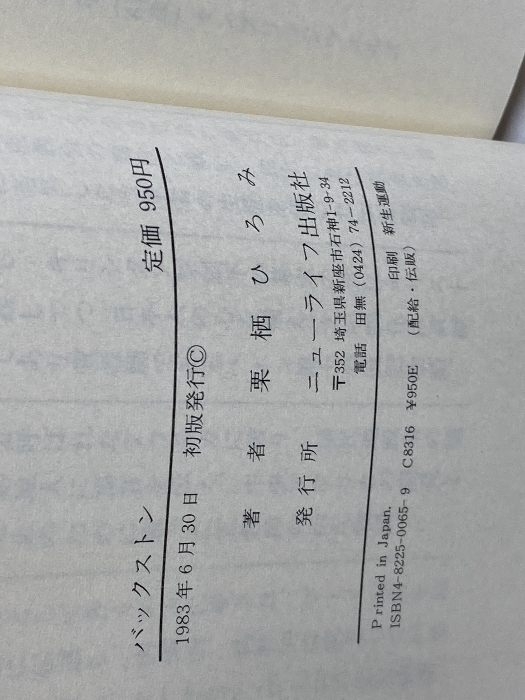 バックストン 定価 950円
1983年6月30日 初版発行Ⓒ
著者 栗栖ひろみ
発行所 ニューライフ出版社
〒352 埼玉県新座市石神1-9-34
電話 田無(0424)74-2212
印刷 新生運動
Printed in Japan.
(配給・伝販)
ISBN4-8225-0065-9 C8316 ¥950E